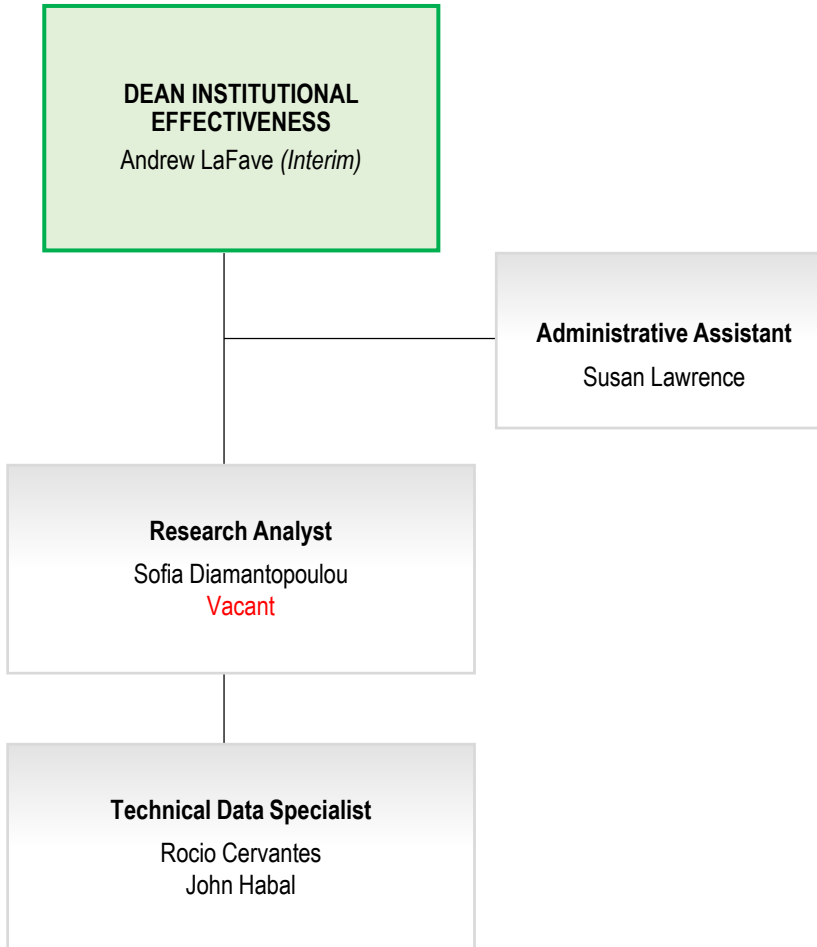 DEAN INSTITUTIONAL
EFFECTIVENESS
Andrew LaFave (Interim)
Administrative Assistant
Susan Lawrence
Research Analyst
Sofia Diamantopoulou
Vacant
Technical Data Specialist
Rocio Cervantes
John Habal